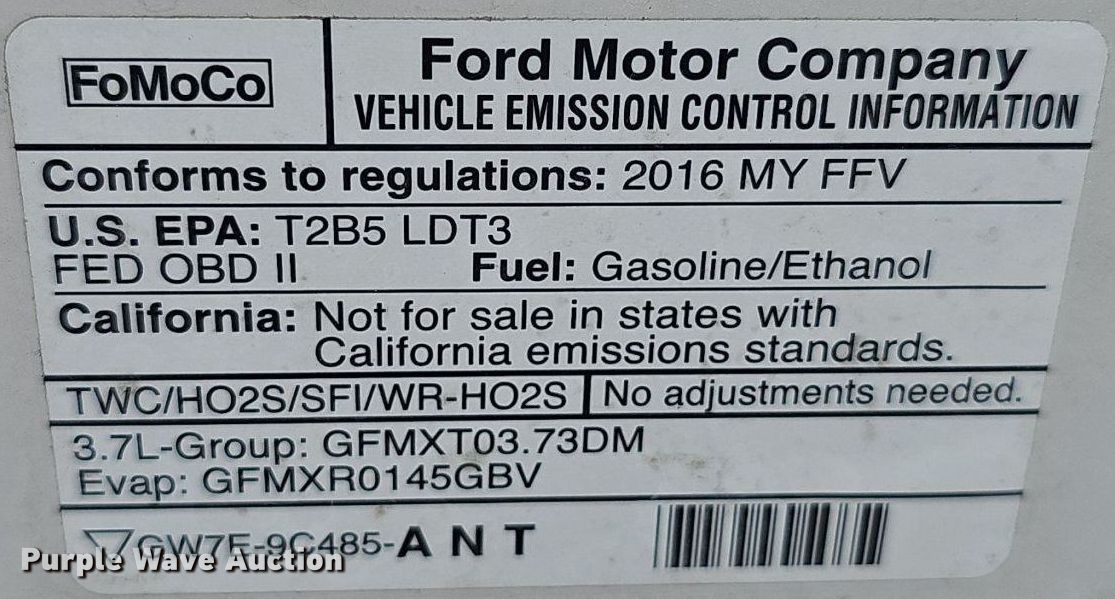 FoMoCo
Ford Motor Company
VEHICLE EMISSION CONTROL INFORMATION
Conforms to regulations: 2016 MY FFV
U.S. EPA: T2B5 LDT3
FED OBD II Fuel: Gasoline/Ethanol
California: Not for sale in states with
California emissions standards.
TWC/HO2S/SFI/WR-HO2S No adjustments needed.
3.7L-Group: GFMXT03.73DM
Evap: GFMXR0145GBV
GW7E-9C485-A N T
Purple Wave Auction